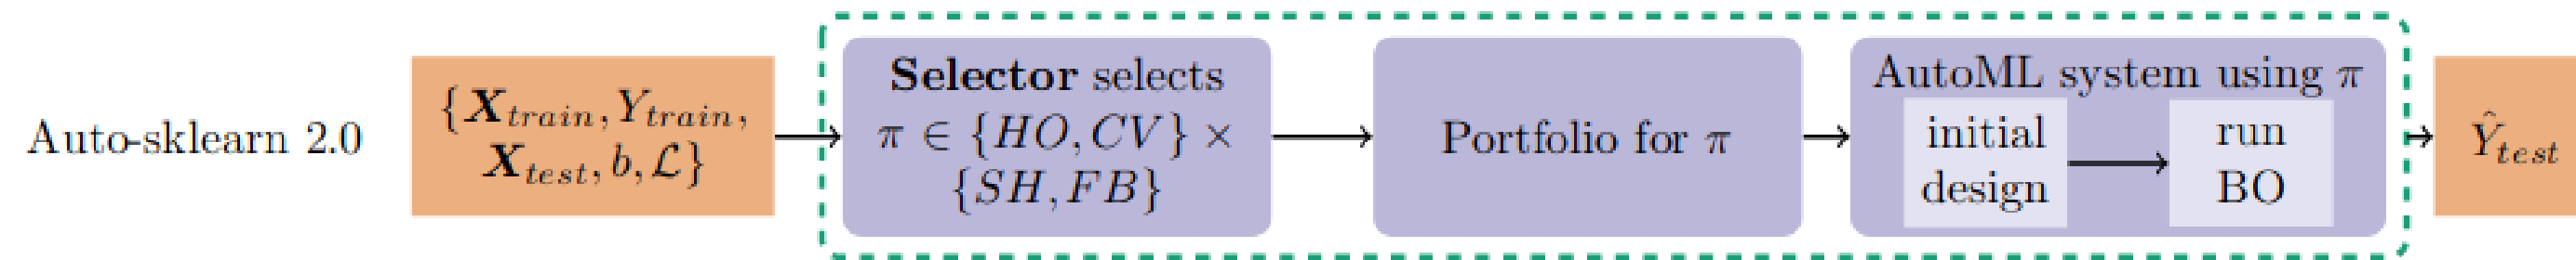 Auto-sklearn 2.0
{X_train, Y_train,
X_test, b, ℒ}
Selector selects
π ∈ {HO, CV} ×
{SH, FB}
Portfolio for π
AutoML system using π
initial
design
run
BO
Ŷ_test